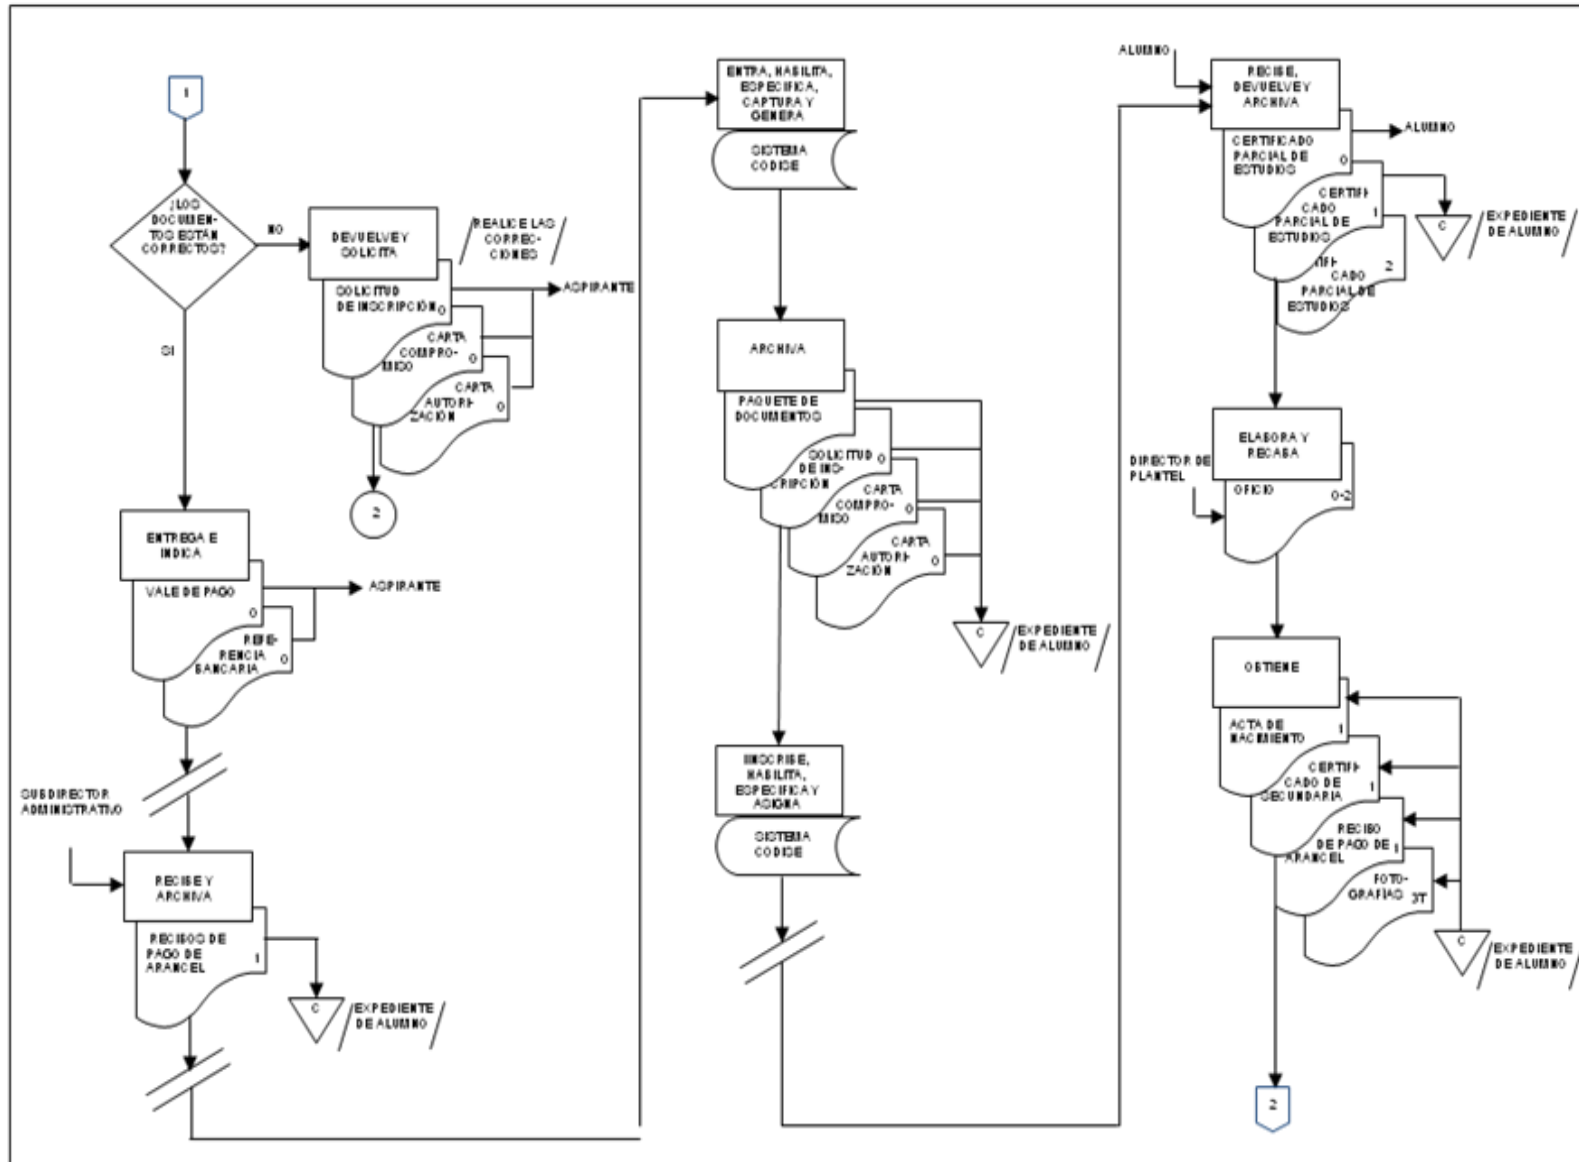 1
¿LOS
DOCUMEN-
TOS ESTÁN
CORRECTOS?
NO
SI
DEVUELVE Y
SOLICITA
REALICE LAS
CORREC-
CIONES
SOLICITUD
DE INSCRIPCIÓN
0
ASPIRANTE
CARTA
COMPRO-
MISO
0
CARTA
AUTORI-
ZACIÓN
0
2
ENTREGA E
INDICA
VALE DE PAGO
0
ASPIRANTE
REFE-
RENCIA
BANCARIA
0
SUBDIRECTOR
ADMINISTRATIVO
RECIBE Y
ARCHIVA
RECIBOS DE
PAGO DE
ARANCEL
1
C
EXPEDIENTE
DE ALUMNO
ENTRA, HABILITA,
ESPECIFICA,
CAPTURA Y
GENERA
SISTEMA
CODISE
ARCHIVA
PAQUETE DE
DOCUMENTOS
SOLICITUD
DE INS-
CRIPCIÓN
0
CARTA
COMPRO-
MISO
0
CARTA
AUTORI-
ZACIÓN
0
C
EXPEDIENTE
DE ALUMNO
IINSCRIBE,
HABILITA,
ESPECIFICA Y
ASIGNA
SISTEMA
CODISE
ALUMNO
RECIBE,
DEVUELVE Y
ARCHIVA
CERTIFICADO
PARCIAL DE
ESTUDIOS
0
ALUMNO
CERTIFI-
CADO
PARCIAL DE
ESTUDIOS
1
C
EXPEDIENTE
DE ALUMNO
TIFI-
CADO
PARCIAL DE
ESTUDIOS
2
ELABORA Y
RECABA
DIRECTOR DE
PLANTEL
OFICIO
0-2
OBTIENE
ACTA DE
NACIMIENTO
1
CERTIFI-
CADO DE
SECUNDARIA
1
RECIBO
DE PAGO DE
ARANCEL
1
FOTO-
GRAFÍAS
3T
C
EXPEDIENTE
DE ALUMNO
2